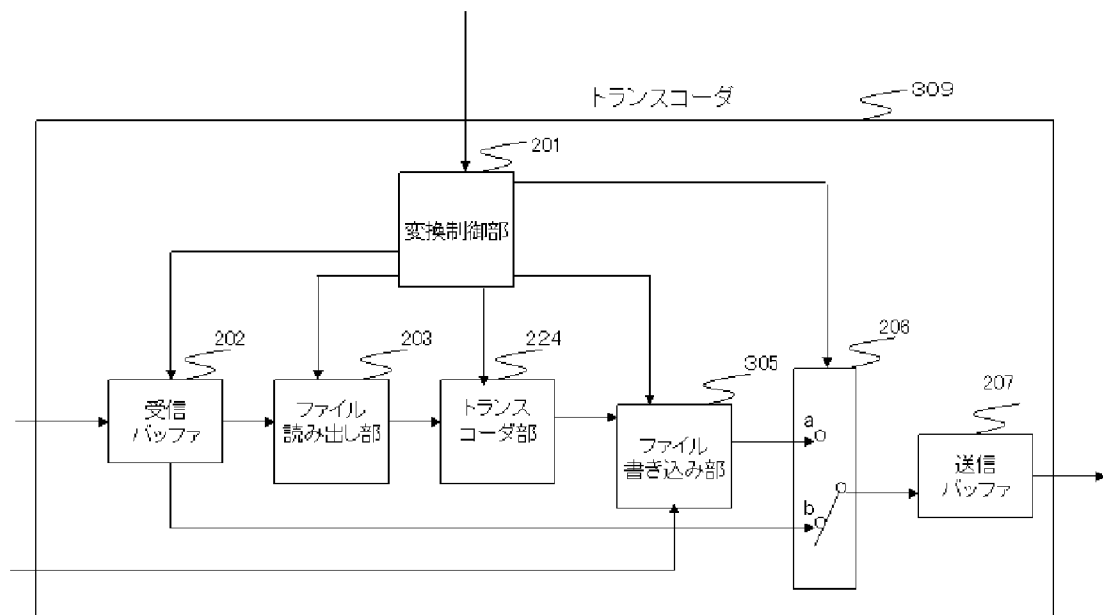 トランスコーダ
309
201
変換制御部
202
203
224
305
206
207
受信
バッファ
ファイル
読み出し部
トランス
コーダ部
ファイル
書き込み部
a
b
送信
バッファ